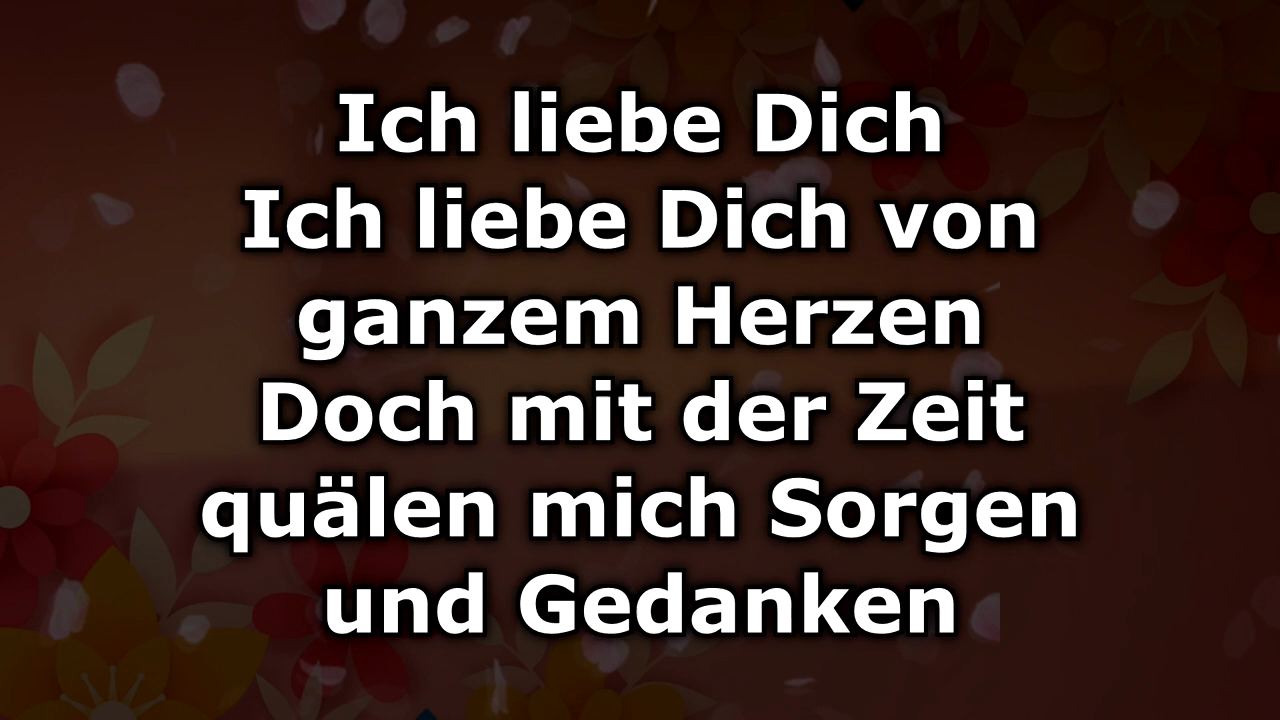 Ich liebe Dich
Ich liebe Dich von
ganzem Herzen
Doch mit der Zeit
quälen mich Sorgen
und Gedanken